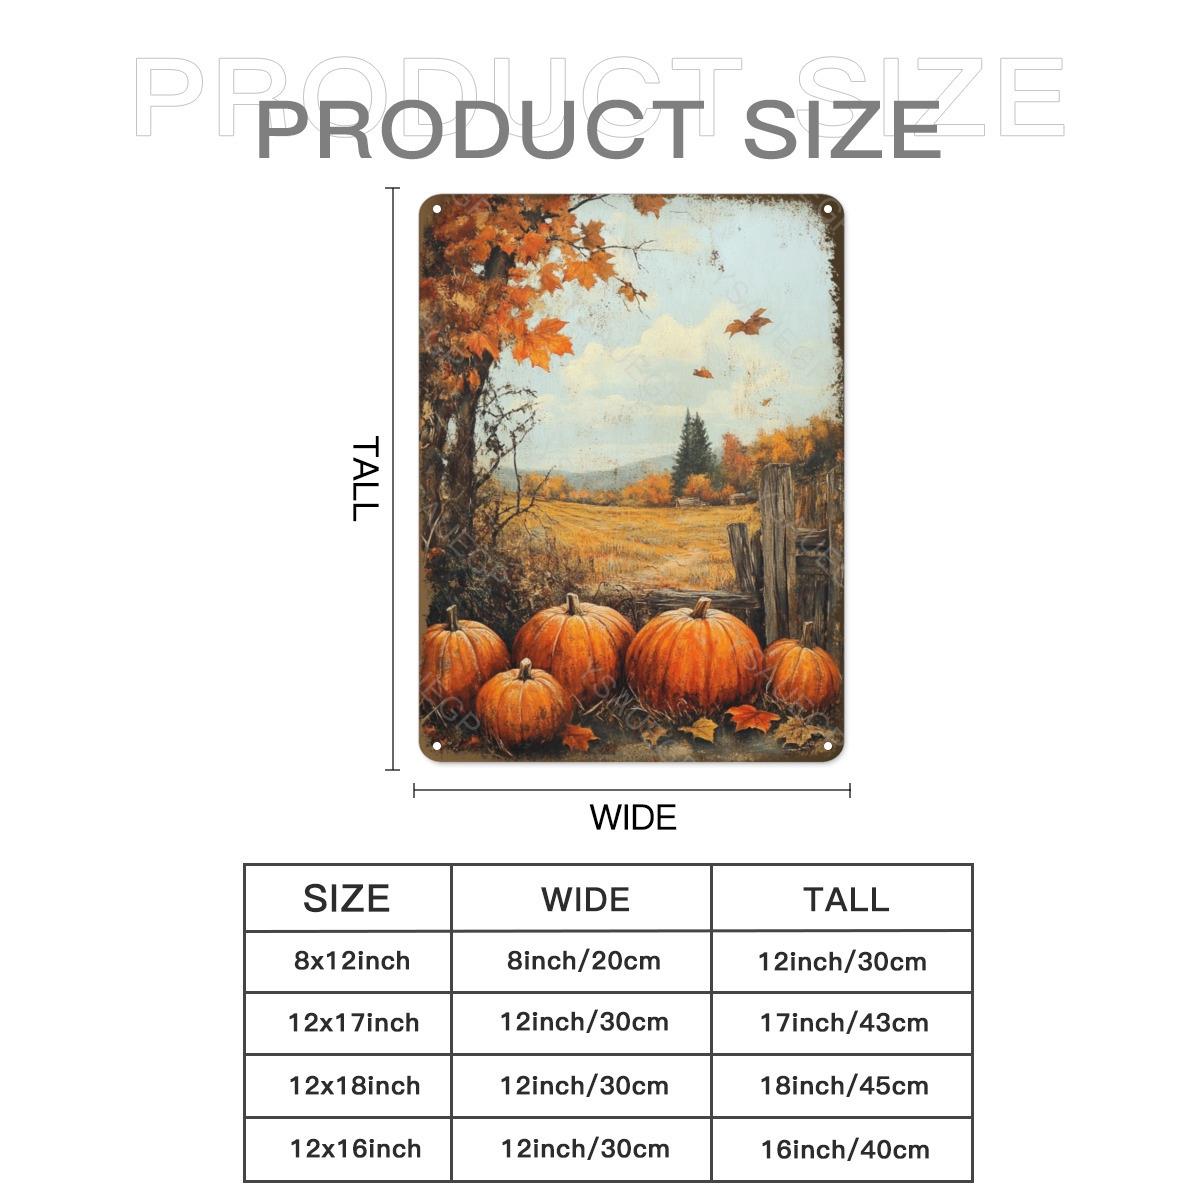 PRODUCT SIZE
PRODUCT SIZE
TALL
WIDE
SIZE WIDE TALL
8x12inch 8inch/20cm 12inch/30cm
12x17inch 12inch/30cm 17inch/43cm
12x18inch 12inch/30cm 18inch/45cm
12x16inch 12inch/30cm 16inch/40cm